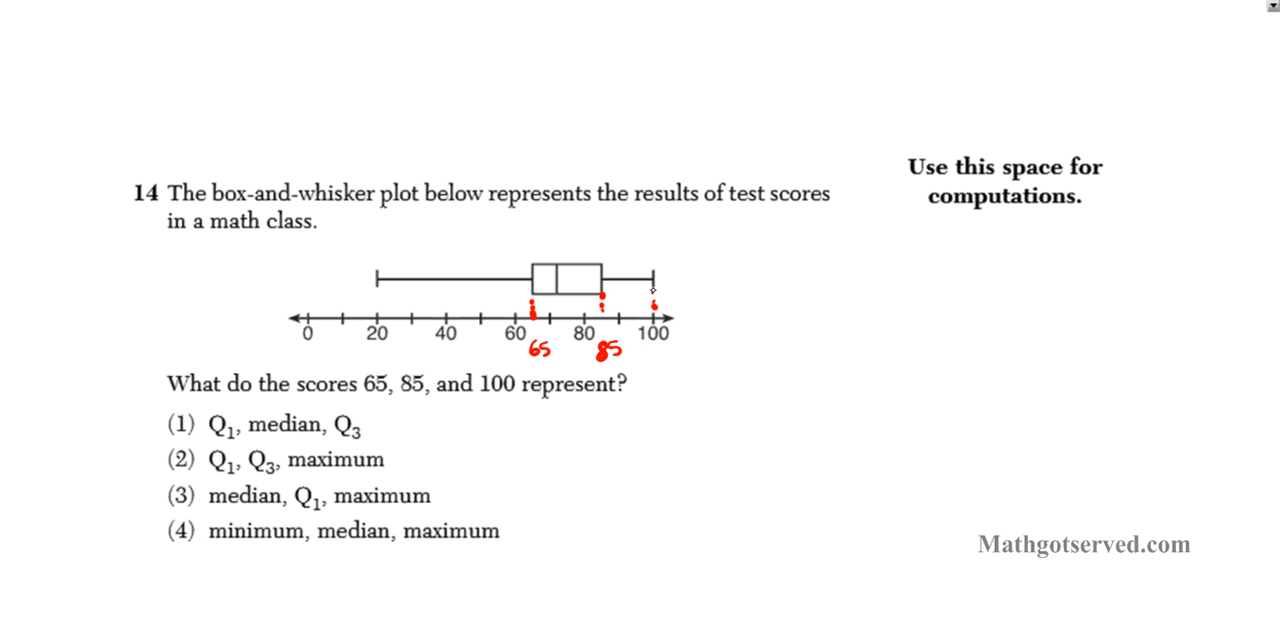 Use this space for
computations.
14 The box-and-whisker plot below represents the results of test scores
in a math class.
0 20 40 60 80 100
65 85
What do the scores 65, 85, and 100 represent?
(1) Q₁, median, Q₃
(2) Q₁, Q₃, maximum
(3) median, Q₁, maximum
(4) minimum, median, maximum
Mathgotserved.com